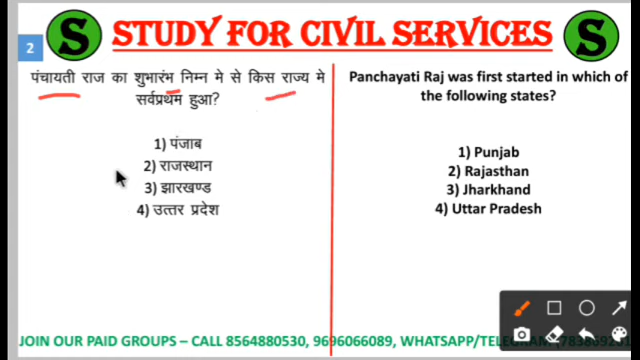 2
S STUDY FOR CIVIL SERVICES S
पंचायती राज का शुभारंभ निम्न मे से किस राज्य मे
सर्वप्रथम हुआ?
1) पंजाब
2) राजस्थान
3) झारखण्ड
4) उत्तर प्रदेश
Panchayati Raj was first started in which of
the following states?
1) Punjab
2) Rajasthan
3) Jharkhand
4) Uttar Pradesh
JOIN OUR PAID GROUPS – CALL 8564880530, 9696066089, WHATSAPP/TELEGRAM